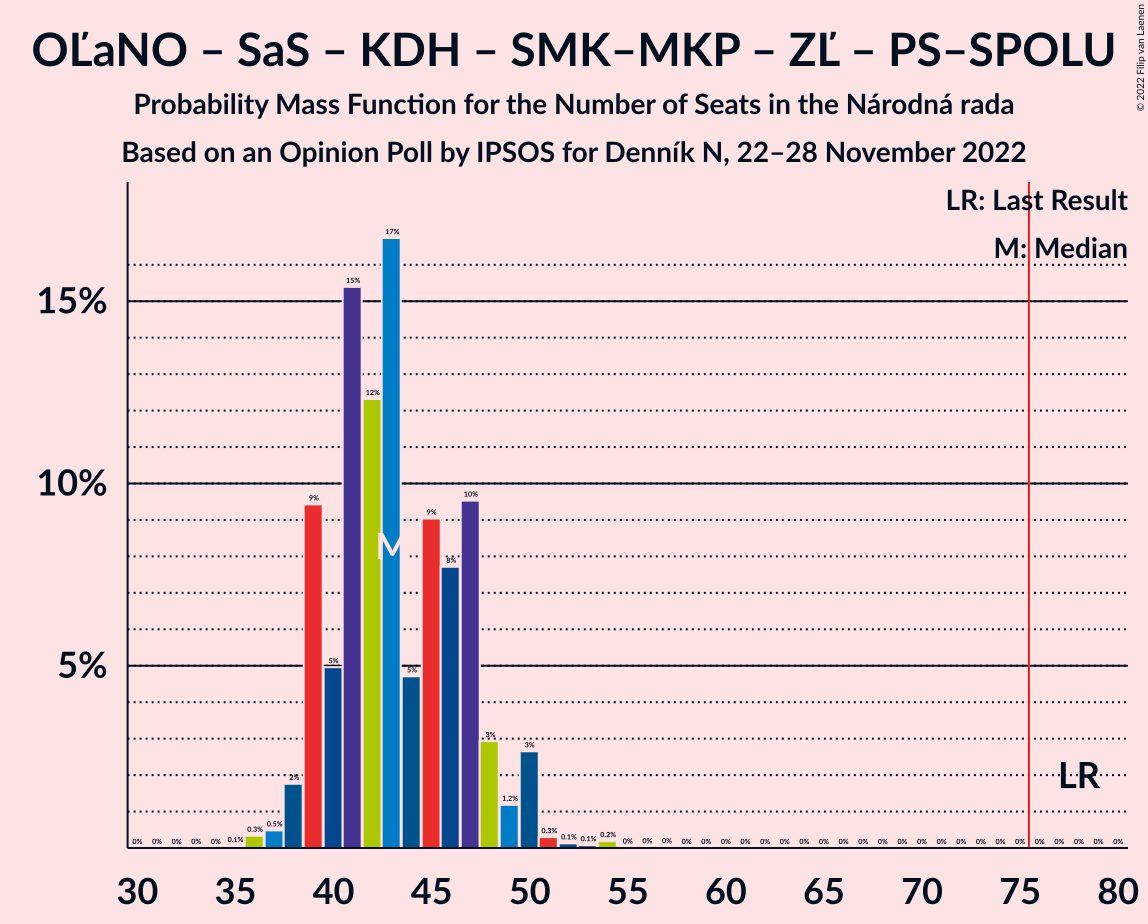 OĽaNO – SaS – KDH – SMK–MKP – ZĽ – PS–SPOLU
Probability Mass Function for the Number of Seats in the Národná rada
Based on an Opinion Poll by IPSOS for Denník N, 22–28 November 2022
© 2022 Filip van Laenen
LR: Last Result
M: Median
15%
10%
5%
0% 0% 0% 0% 0% 0.1% 0.3% 0.5% 2% 9% 5% 15% 12% 17% 5% 9% 8% 10% 3% 1.2% 3% 0.3% 0.1% 0.1% 0.2% 0% 0% 0% 0% 0% 0% 0% 0% 0% 0% 0% 0% 0% 0% 0% 0% 0% 0% 0% 0% 0% 0% 0% 0% 0% 0%
M
LR
30 35 40 45 50 55 60 65 70 75 80